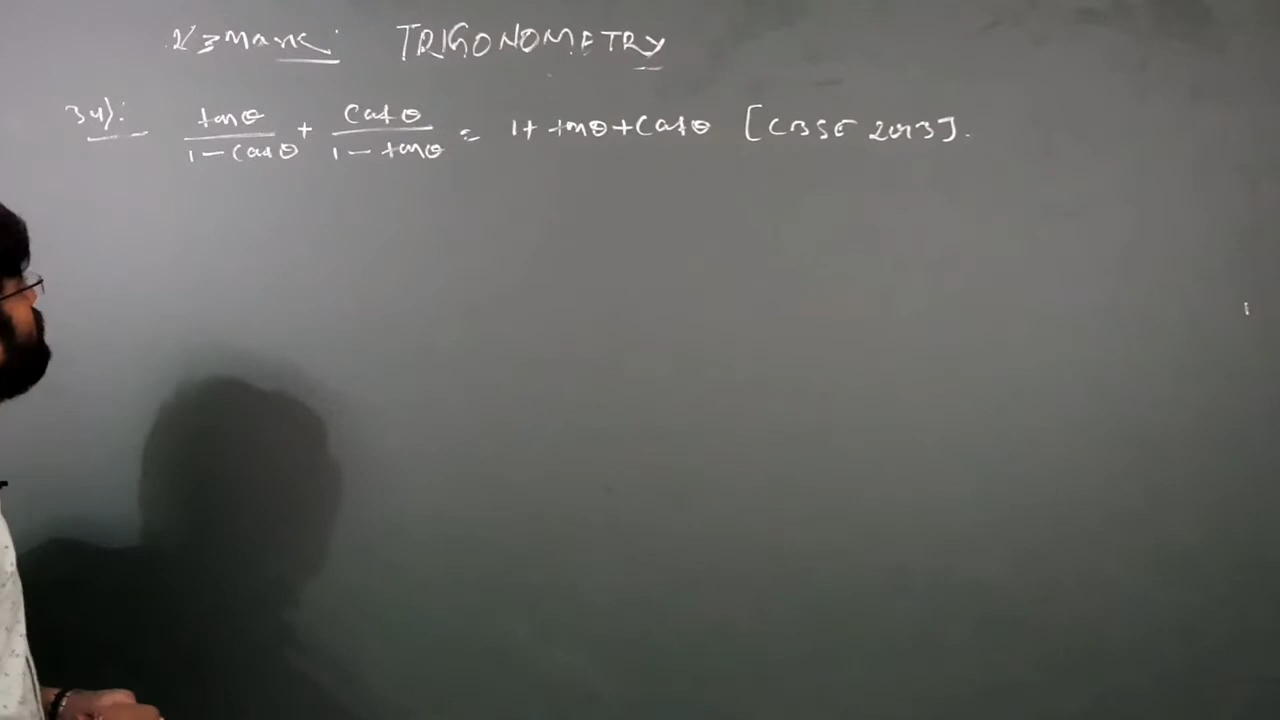 3 mark: TRIGONOMETRY
34): tanθ/(1 - cotθ) + cotθ/(1 - tanθ) = 1 + tanθ + cotθ [CBSE 2013].